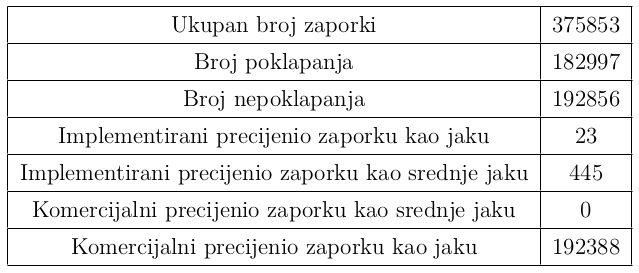 Ukupan broj zaporki 375853
Broj poklapanja 182997
Broj nepoklapanja 192856
Implementirani precijenio zaporku kao jaku 23
Implementirani precijenio zaporku kao srednje jaku 445
Komercijalni precijenio zaporku kao srednje jaku 0
Komercijalni precijenio zaporku kao jaku 192388